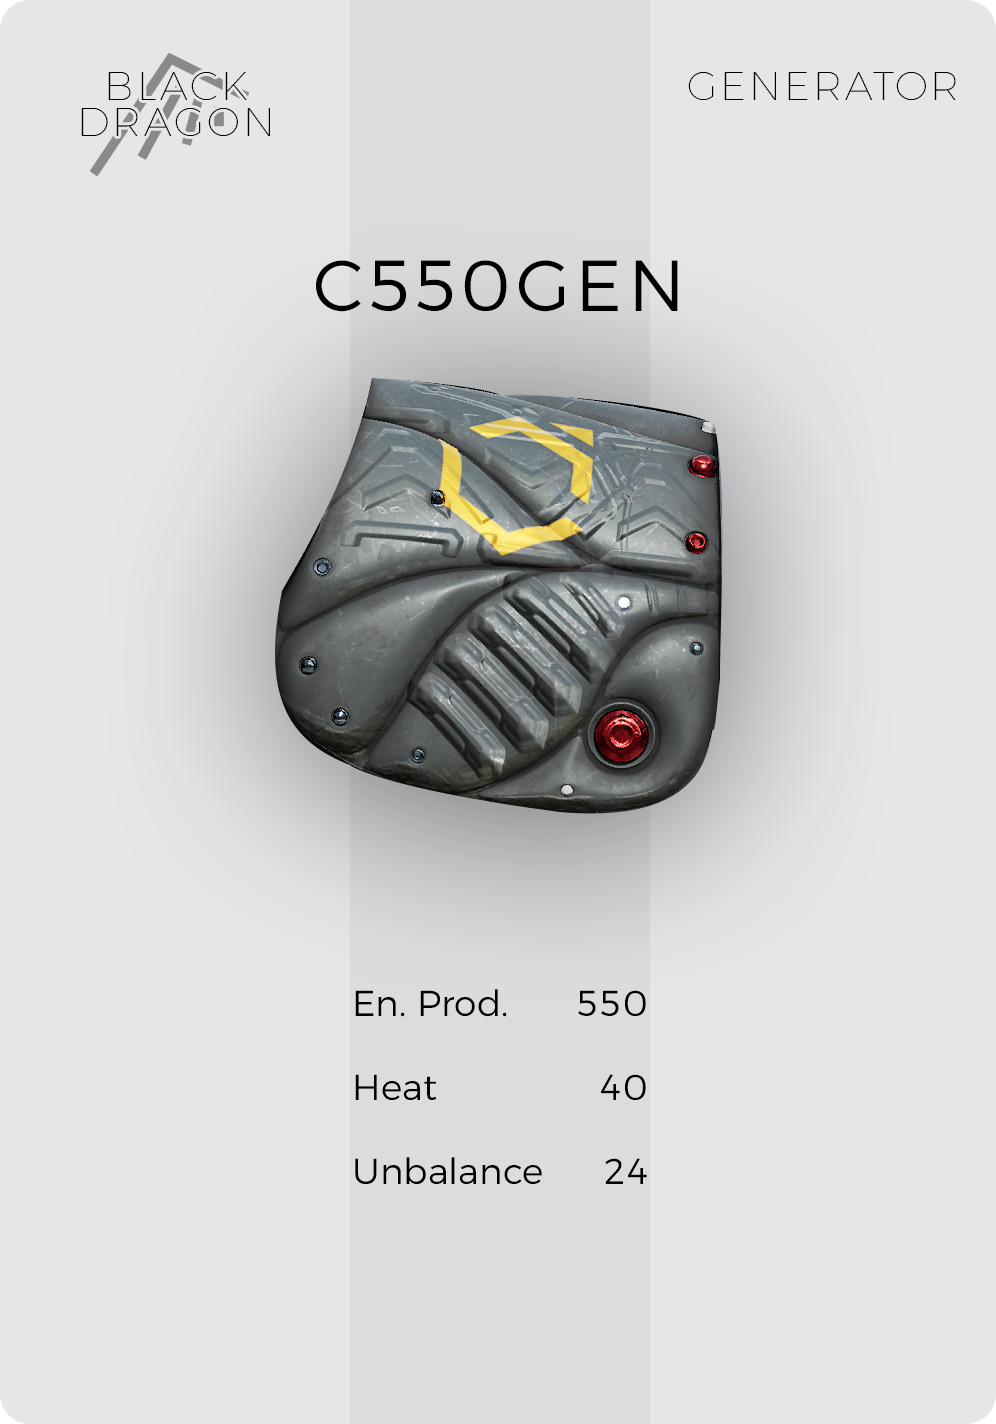 BLACK
DRAGON
GENERATOR
C550GEN
En. Prod. 550
Heat 40
Unbalance 24